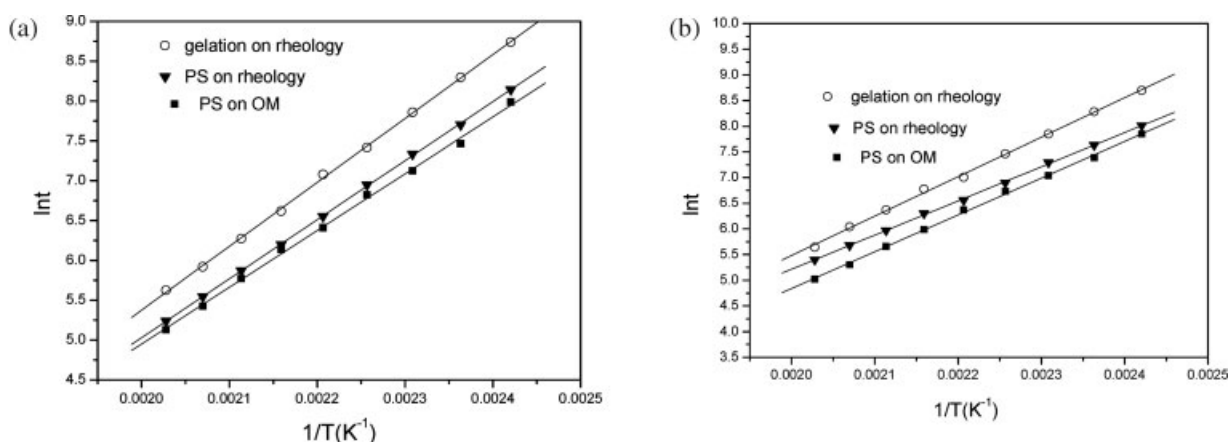 (a)
9.0
8.5
8.0
7.5
7.0
6.5
6.0
5.5
5.0
4.5
lnt
gelation on rheology
PS on rheology
PS on OM
0.0020 0.0021 0.0022 0.0023 0.0024 0.0025
1/T(K⁻¹)
(b)
10.0
9.5
9.0
8.5
8.0
7.5
7.0
6.5
6.0
5.5
5.0
4.5
4.0
3.5
lnt
gelation on rheology
PS on rheology
PS on OM
0.0020 0.0021 0.0022 0.0023 0.0024 0.0025
1/T(K⁻¹)